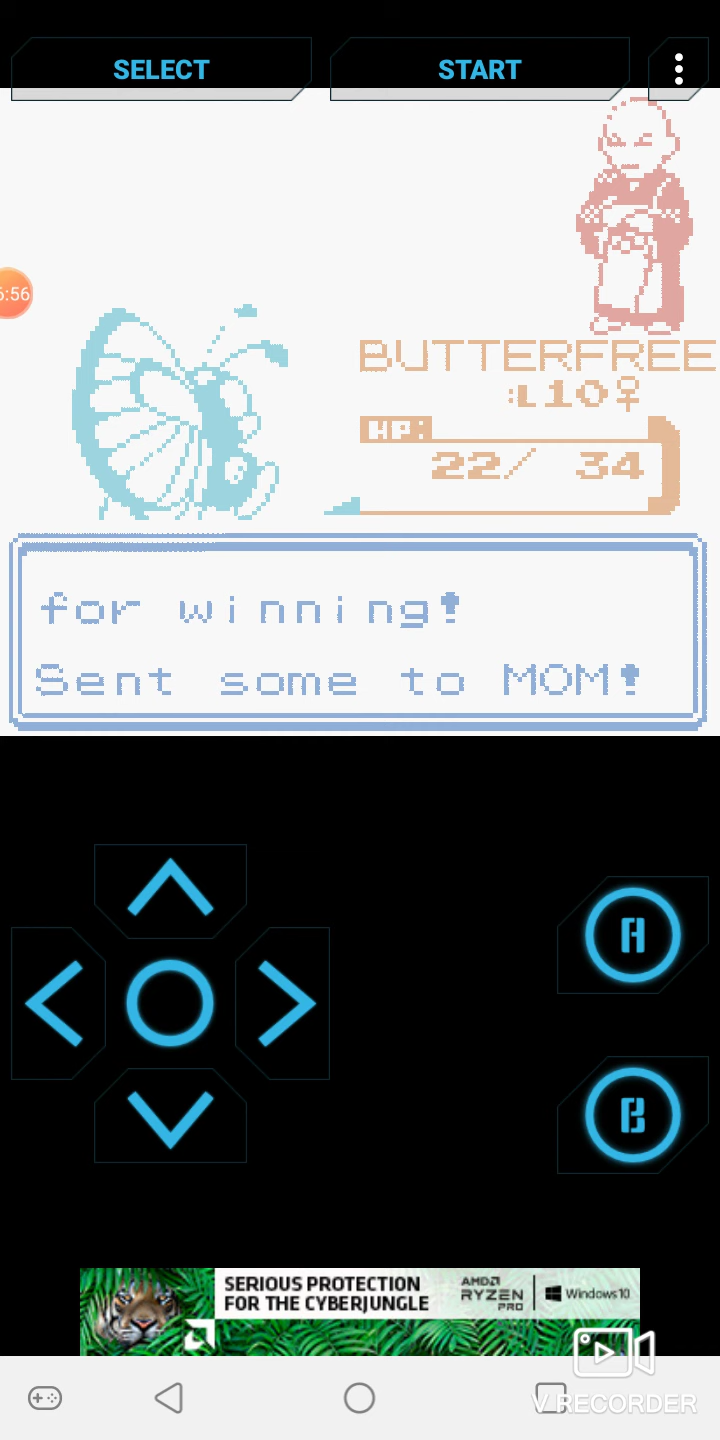 SELECT
START
6:56
BUTTERFREE
:L10♀
HP:
22/ 34
for winning!
Sent some to MOM!
A
B
SERIOUS PROTECTION
FOR THE CYBERJUNGLE
AMD
RYZEN
PRO
Windows10
V RECORDER